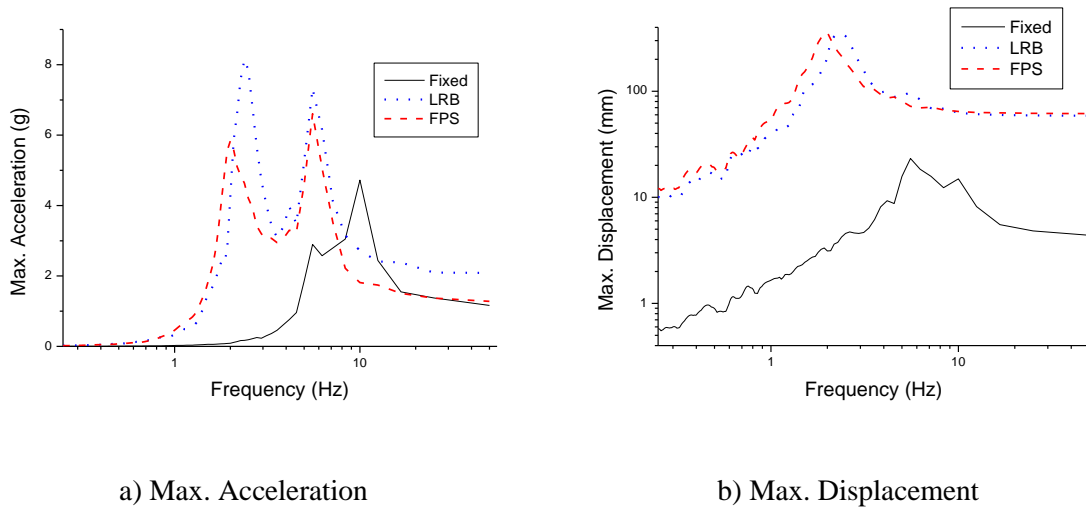 8
6
4
2
0
1
10
Max. Acceleration (g)
Frequency (Hz)
Fixed
LRB
FPS
100
10
1
1
10
Max. Displacement (mm)
Frequency (Hz)
Fixed
LRB
FPS
a) Max. Acceleration
b) Max. Displacement